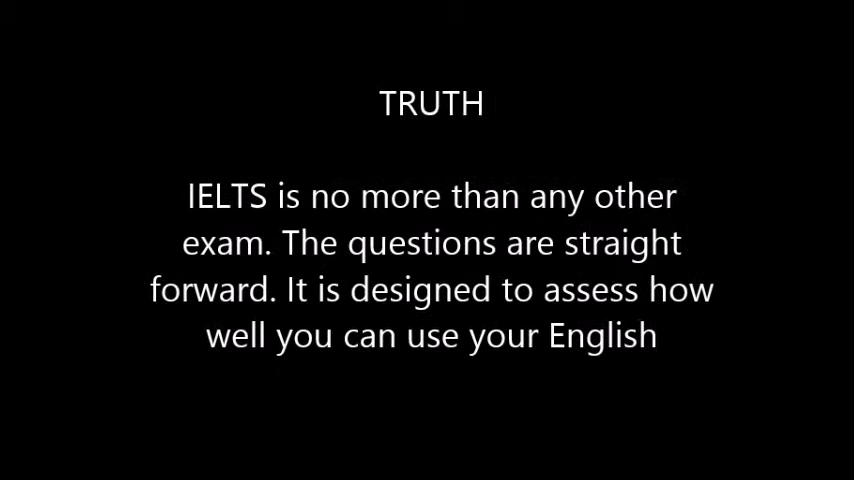 TRUTH
IELTS is no more than any other
exam. The questions are straight
forward. It is designed to assess how
well you can use your English